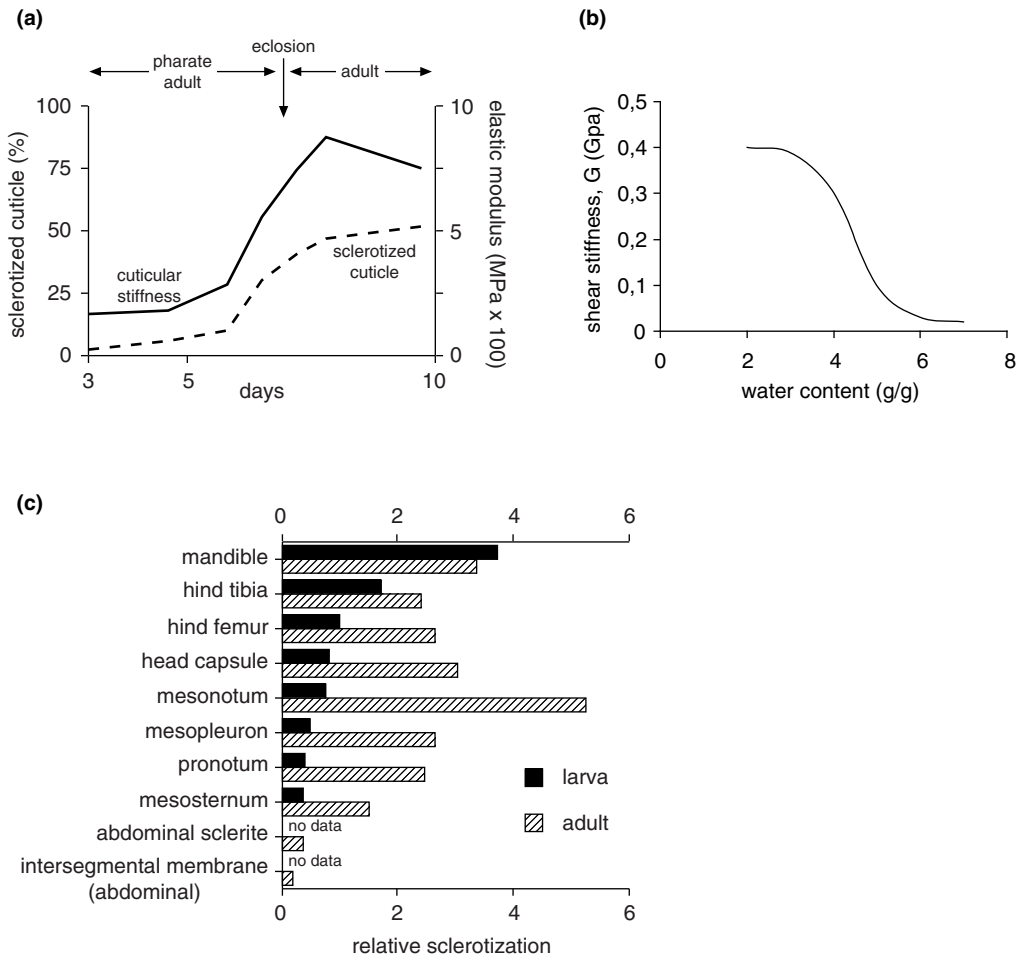 (a)
eclosion
pharate
adult
adult
100
75
50
25
0
sclerotized cuticle (%)
10
5
0
elastic modulus (MPa x 100)
cuticular
stiffness
sclerotized
cuticle
3
5
10
days
(b)
0,5
0,4
0,3
0,2
0,1
0
shear stiffness, G (Gpa)
0
2
4
6
8
water content (g/g)
(c)
0
2
4
6
mandible
hind tibia
hind femur
head capsule
mesonotum
mesopleuron
pronotum
mesosternum
abdominal sclerite
no data
intersegmental membrane
(abdominal)
no data
larva
adult
0
2
4
6
relative sclerotization